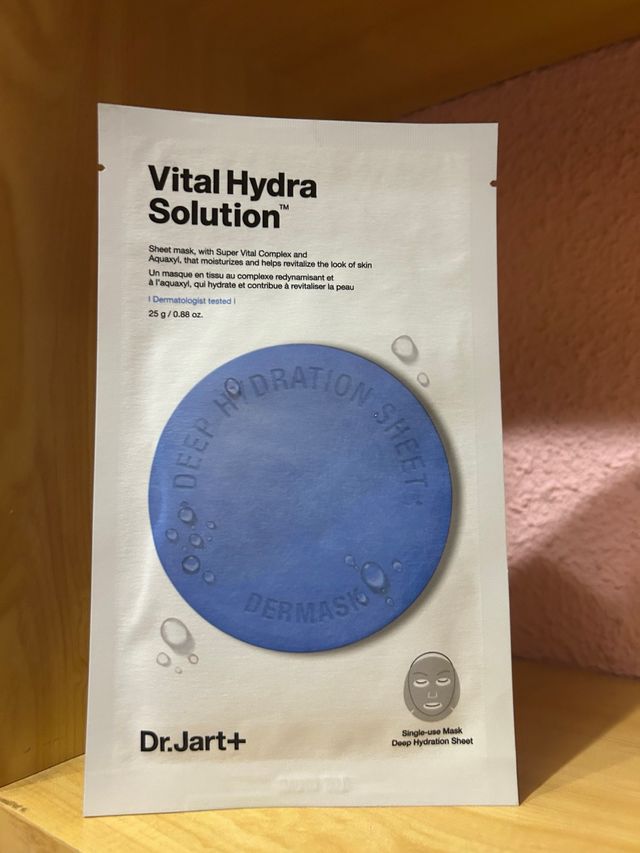 Vital Hydra
Solution™
Sheet mask, with Super Vital Complex and
Aquaxyl, that moisturizes and helps revitalize the look of skin
Un masque en tissu au complexe redynamisant et
à l'aquaxyl, qui hydrate et contribue à revitaliser la peau
| Dermatologist tested |
25 g / 0.88 oz.
DEEP HYDRATION SHEET
DERMASK
Single-use Mask
Deep Hydration Sheet
Dr.Jart+